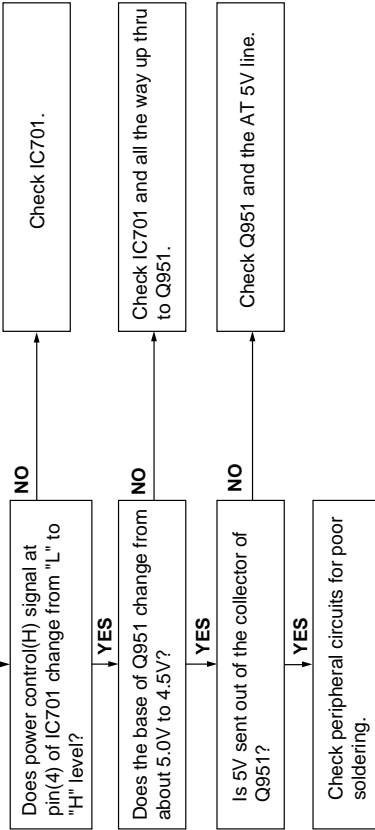 Does power control(H) signal at
pin(4) of IC701 change from "L" to
"H" level?
NO
Check IC701.
YES
Does the base of Q951 change from
about 5.0V to 4.5V?
NO
Check IC701 and all the way up thru
to Q951.
YES
Is 5V sent out of the collector of
Q951?
NO
Check Q951 and the AT 5V line.
YES
Check peripheral circuits for poor
soldering.